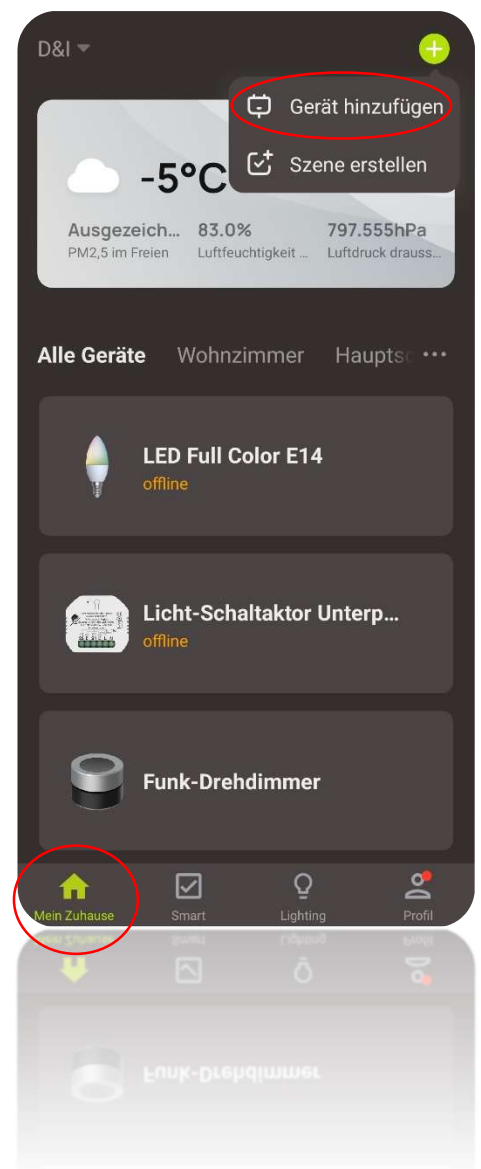 D&I
Gerät hinzufügen
Szene erstellen
-5°C
Ausgezeich... 83.0% 797.555hPa
PM2,5 im Freien Luftfeuchtigkeit ... Luftdruck drauss...
Alle Geräte Wohnzimmer Hauptsc ···
LED Full Color E14
offline
Licht-Schaltaktor Unterp...
offline
Funk-Drehdimmer
Mein Zuhause Smart Lighting Profil